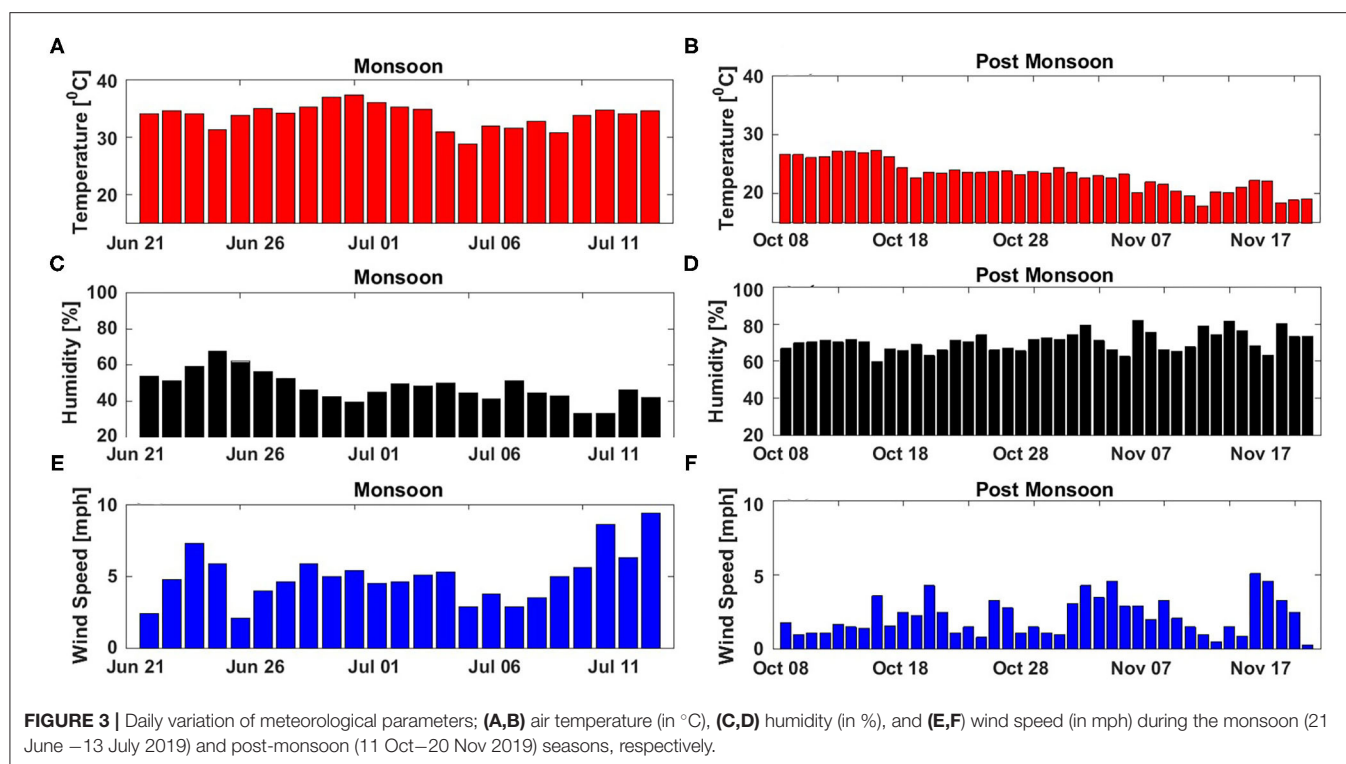 A
Monsoon
Temperature [⁰C]
40
30
20
Jun 21 Jun 26 Jul 01 Jul 06 Jul 11
B
Post Monsoon
Temperature [⁰C]
40
30
20
Oct 08 Oct 18 Oct 28 Nov 07 Nov 17
C
Monsoon
Humidity [%]
100
80
60
40
20
Jun 21 Jun 26 Jul 01 Jul 06 Jul 11
D
Post Monsoon
Humidity [%]
100
80
60
40
20
Oct 08 Oct 18 Oct 28 Nov 07 Nov 17
E
Monsoon
Wind Speed [mph]
10
5
0
Jun 21 Jun 26 Jul 01 Jul 06 Jul 11
F
Post Monsoon
Wind Speed [mph]
10
5
0
Oct 08 Oct 18 Oct 28 Nov 07 Nov 17
FIGURE 3 | Daily variation of meteorological parameters; (A,B) air temperature (in °C), (C,D) humidity (in %), and (E,F) wind speed (in mph) during the monsoon (21
June –13 July 2019) and post-monsoon (11 Oct–20 Nov 2019) seasons, respectively.